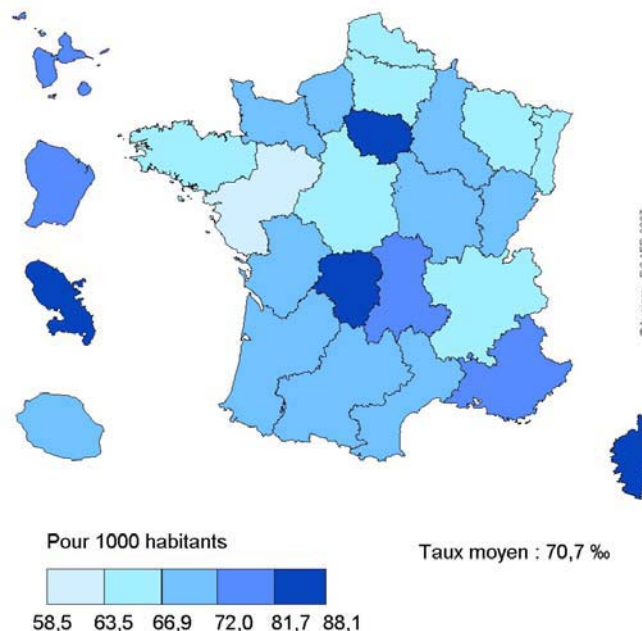 Pour 1000 habitants
Taux moyen : 70,7 ‰
58,5 63,5 66,9 72,0 81,7 88,1